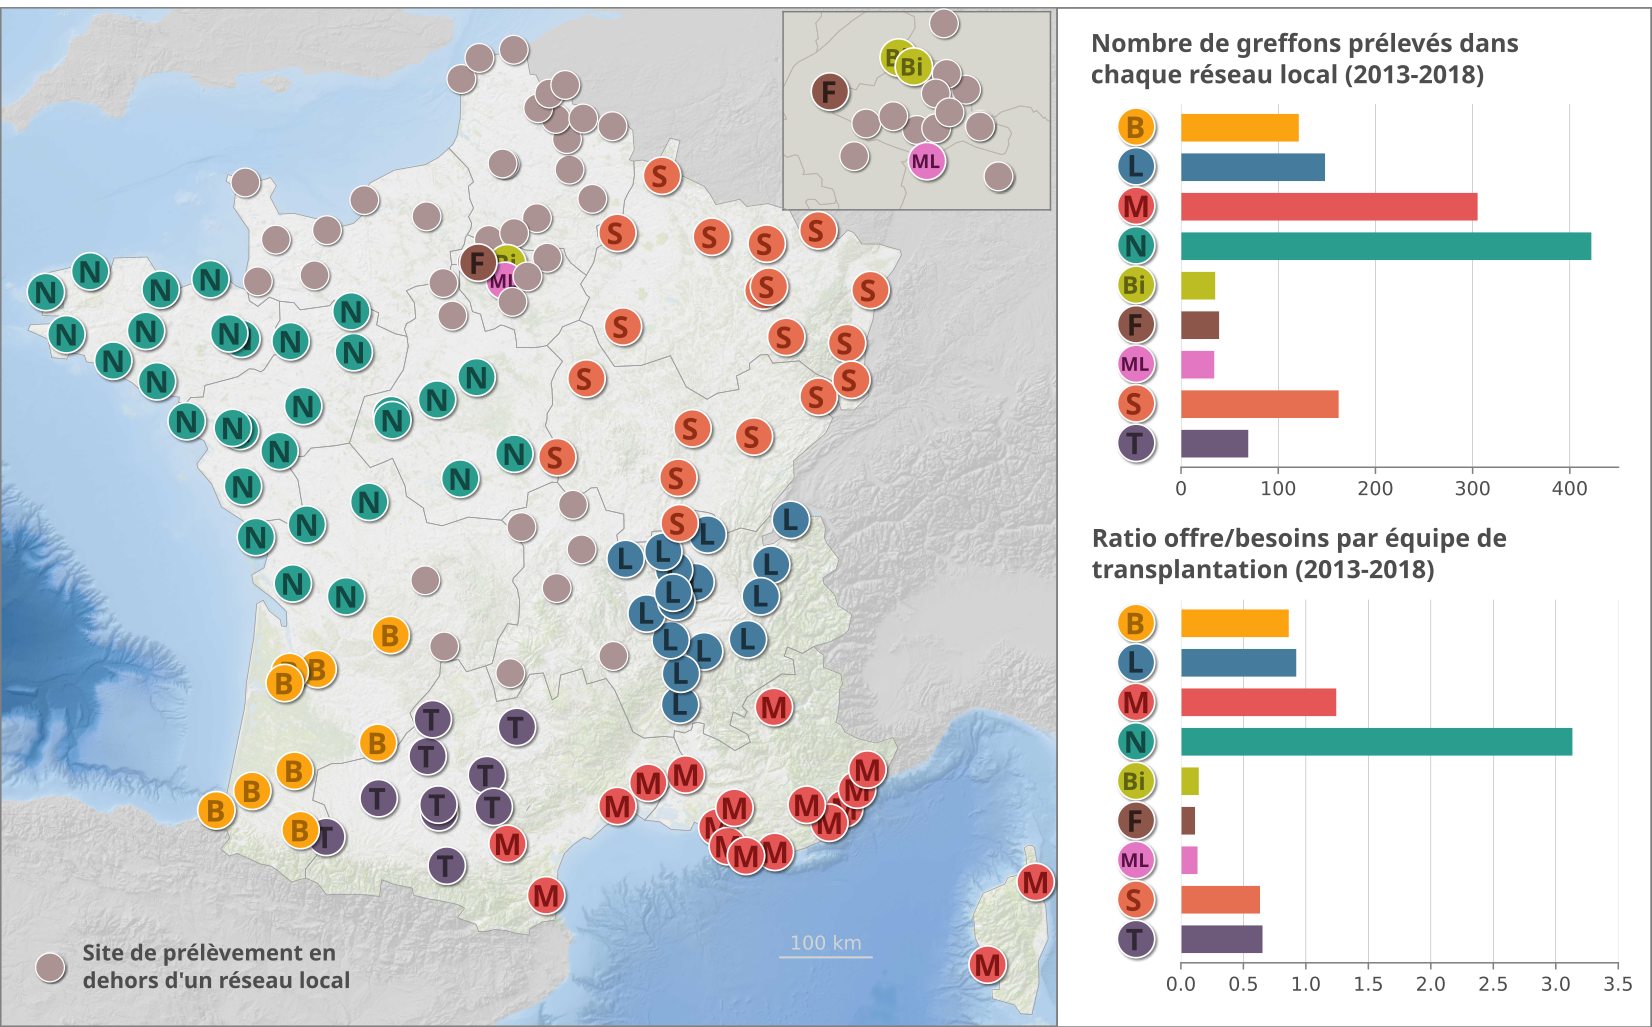 Nombre de greffons prélevés dans
chaque réseau local (2013-2018)
B
L
M
N
Bi
F
ML
S
T
0 100 200 300 400
Ratio offre/besoins par équipe de
transplantation (2013-2018)
B
L
M
N
Bi
F
ML
S
T
0.0 0.5 1.0 1.5 2.0 2.5 3.0 3.5
Bi
F
ML
S
N
L
B
T
M
100 km
Site de prélèvement en
dehors d'un réseau local